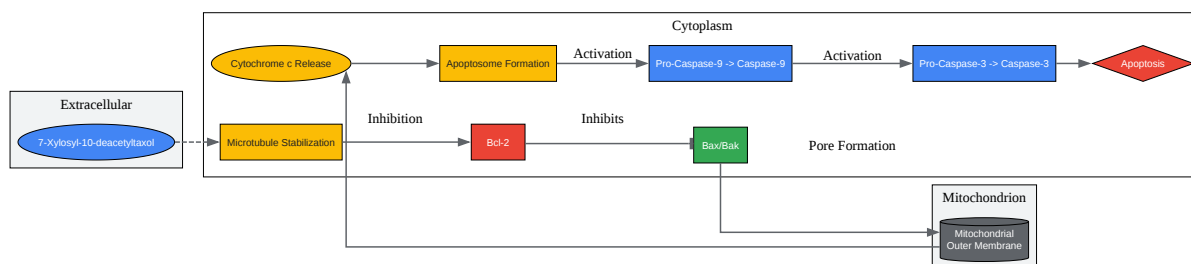 Cytoplasm
Cytochrome c Release
Apoptosome Formation
Activation
Pro-Caspase-9 -> Caspase-9
Activation
Pro-Caspase-3 -> Caspase-3
Apoptosis
Extracellular
7-Xylosyl-10-deacetyltaxol
Microtubule Stabilization
Inhibition
Bcl-2
Inhibits
Bax/Bak
Pore Formation
Mitochondrion
Mitochondrial
Outer Membrane